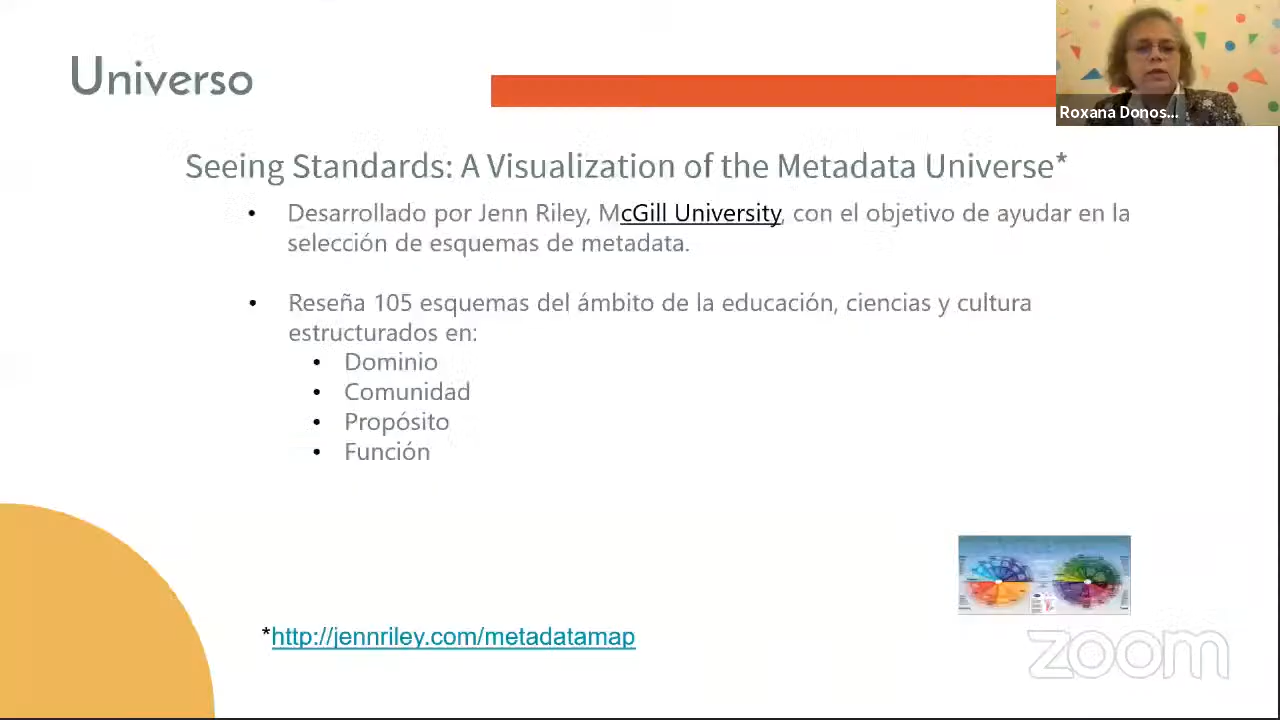 Universo
Roxana Donos...
Seeing Standards: A Visualization of the Metadata Universe*
• Desarrollado por Jenn Riley, McGill University, con el objetivo de ayudar en la
selección de esquemas de metadata.
• Reseña 105 esquemas del ámbito de la educación, ciencias y cultura
estructurados en:
• Dominio
• Comunidad
• Propósito
• Función
*http://jennriley.com/metadatamap
zoom